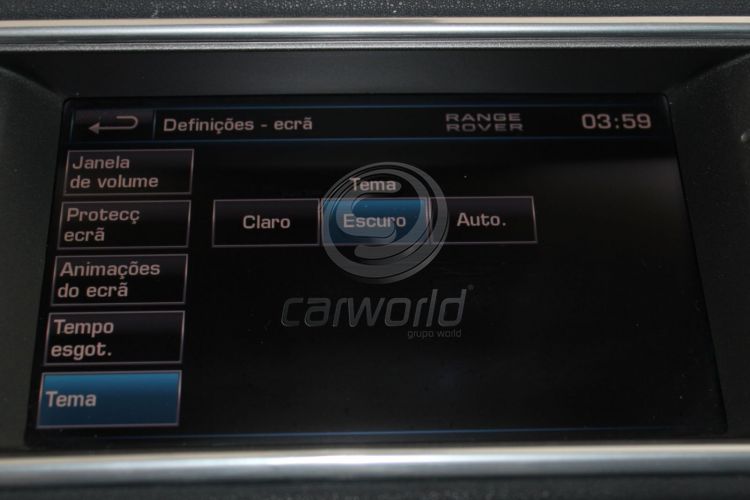 Definições - ecrã
RANGE
ROVER
03:59
Janela
de volume
Protecç
ecrã
Animações
do ecrã
Tempo
esgot.
Tema
Tema
Claro
Escuro
Auto.
carworld®
grupo world